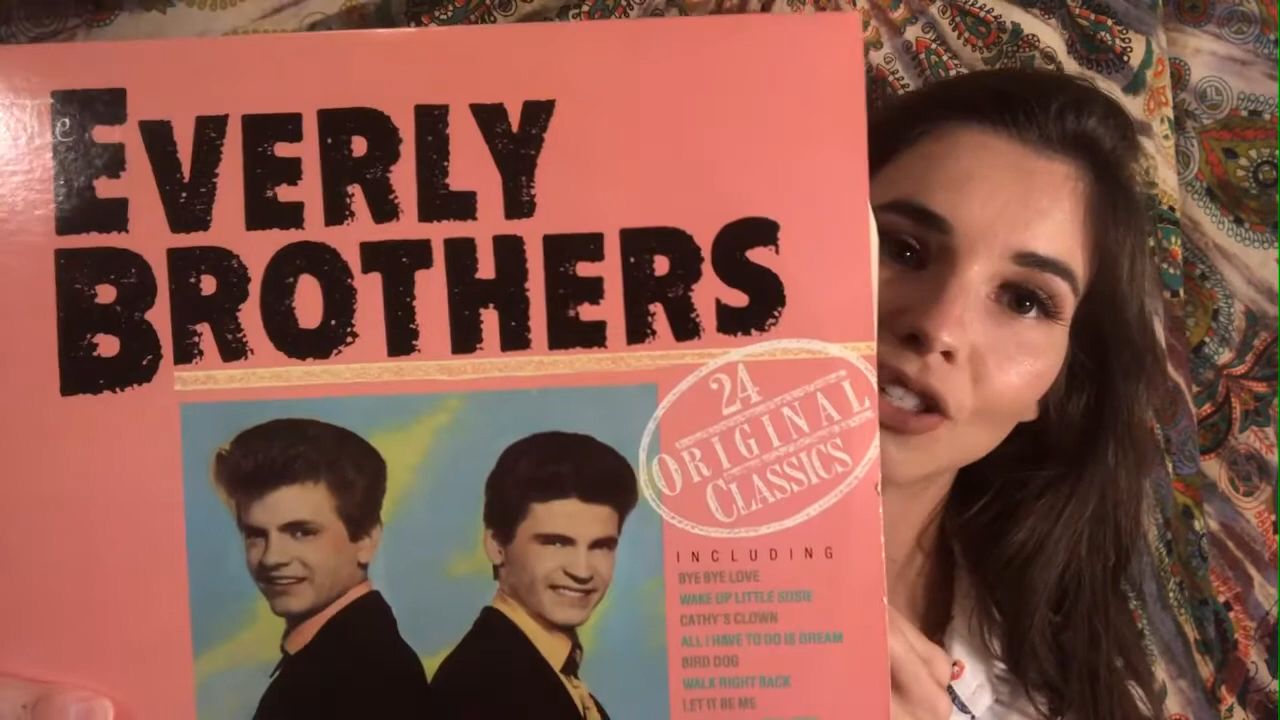 The
EVERLY
BROTHERS
24
ORIGINAL
CLASSICS
INCLUDING
BYE BYE LOVE
WAKE UP LITTLE SUSIE
CATHY'S CLOWN
ALL I HAVE TO DO IS DREAM
BIRD DOG
WALK RIGHT BACK
LET IT BE ME